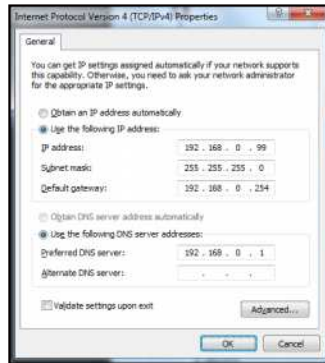 Internet Protocol Version 4 (TCP/IPv4) Properties
General
You can get IP settings assigned automatically if your network supports
this capability. Otherwise, you need to ask your network administrator
for the appropriate IP settings.
Obtain an IP address automatically
Use the following IP address:
IP address: 192 . 168 . 0 . 99
Subnet mask: 255 . 255 . 255 . 0
Default gateway: 192 . 168 . 0 . 254
Obtain DNS server address automatically
Use the following DNS server addresses:
Preferred DNS server: 192 . 168 . 0 . 1
Alternate DNS server: . . .
Validate settings upon exit
Advanced...
OK Cancel